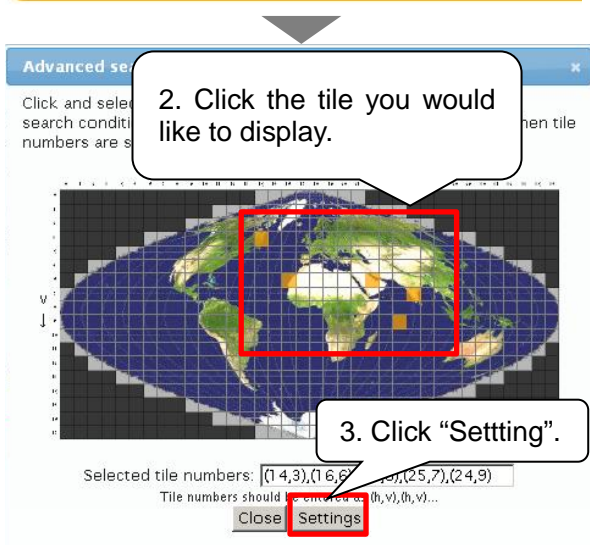 Advanced sea
×
2. Click the tile you would
like to display.
Click and selec
search conditi
hen tile
numbers are s
V
↓
3. Click “Settting”.
Selected tile numbers: (14,3),(16,6) ),(25,7),(24,9)
Tile numbers should be entered as (h,v),(h,v)...
Close Settings